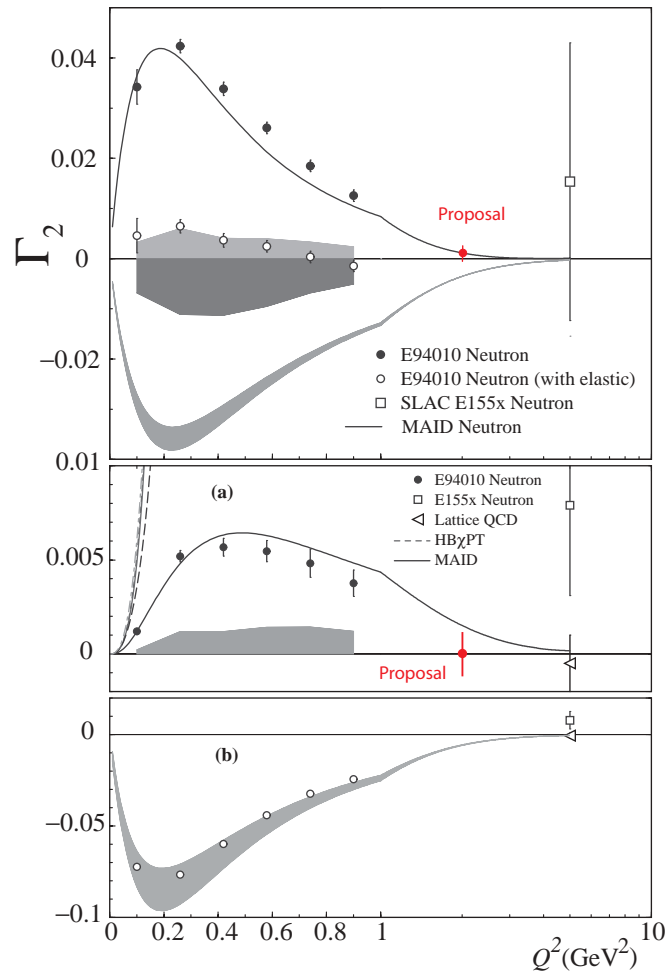 0.04
0.02
0
−0.02
Γ2
Proposal
E94010 Neutron
E94010 Neutron (with elastic)
SLAC E155x Neutron
MAID Neutron
0.01
0.005
0
(a)
E94010 Neutron
E155x Neutron
Lattice QCD
HBχPT
MAID
Proposal
0
−0.05
−0.1
(b)
0 0.2 0.4 0.6 0.8 1 10
Q²(GeV²)